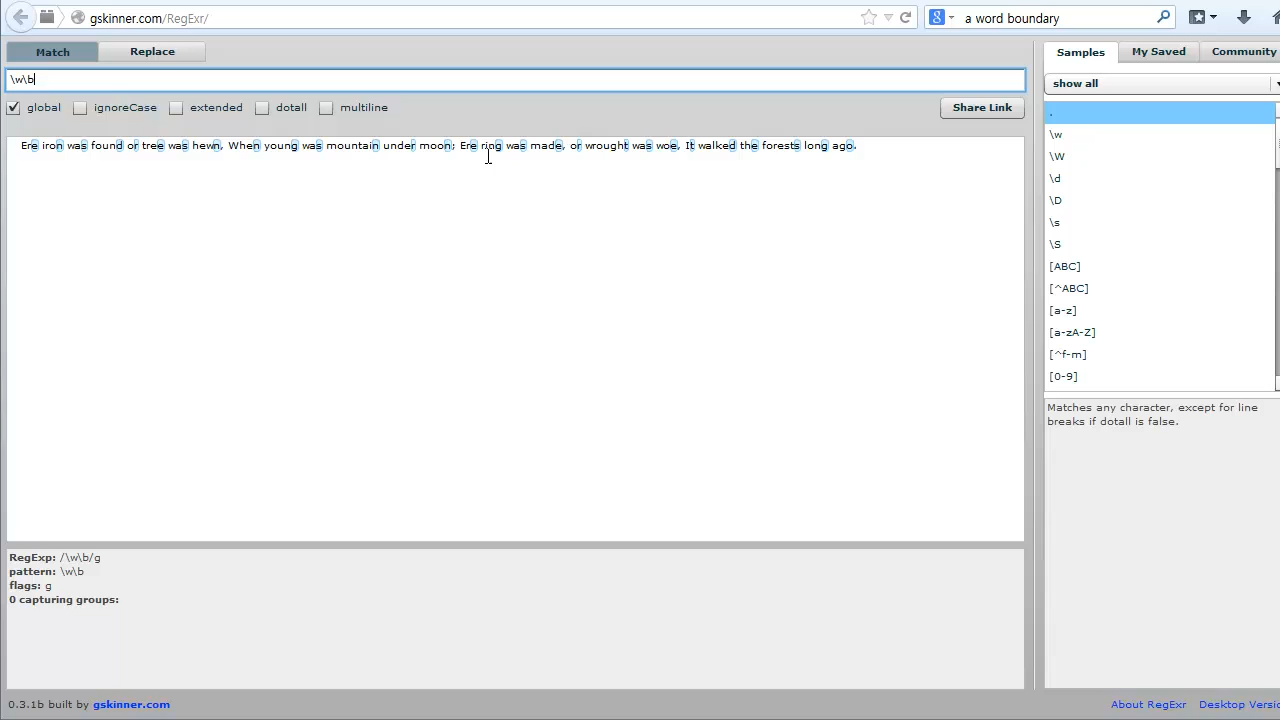 gskinner.com/RegExr/
a word boundary
Match
Replace
Samples
My Saved
Community
\w\b
show all
global
ignoreCase
extended
dotall
multiline
Share Link
.
\w
\W
\d
\D
\s
\S
[ABC]
[^ABC]
[a-z]
[a-zA-Z]
[^f-m]
[0-9]
Ere iron was found or tree was hewn, When young was mountain under moon; Ere ring was made, or wrought was woe, It walked the forests long ago.
Matches any character, except for line
breaks if dotall is false.
RegExp: /\w\b/g
pattern: \w\b
flags: g
0 capturing groups:
0.3.1b built by gskinner.com
About RegExr
Desktop Versio